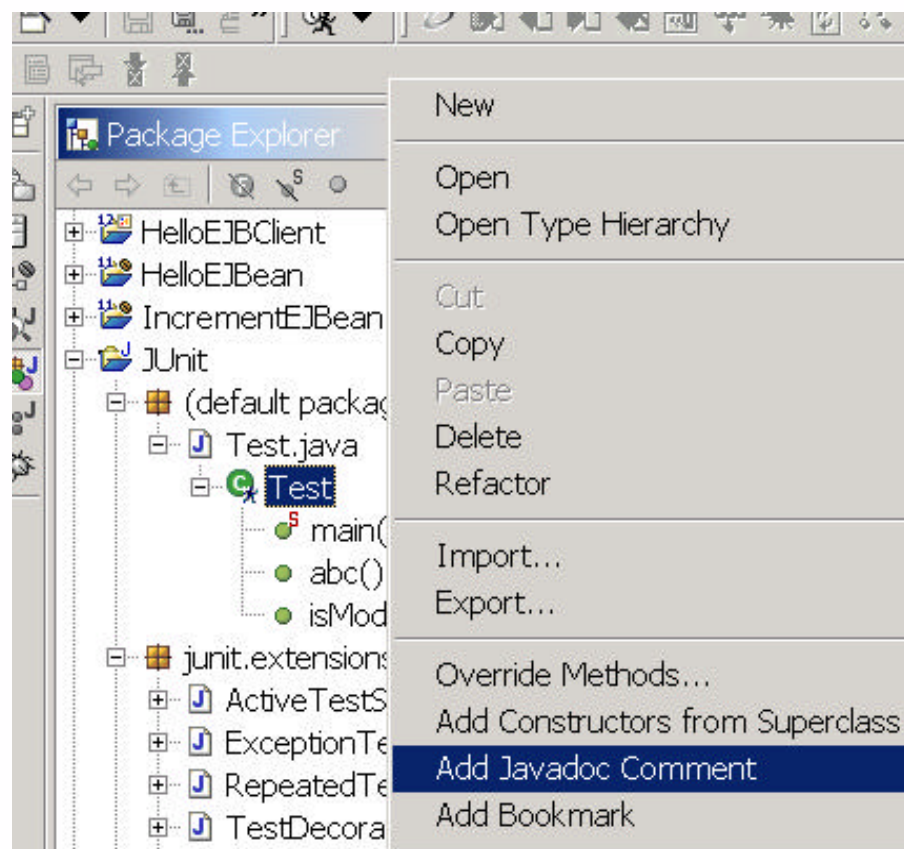 Package Explorer
HelloEJBClient
HelloEJBean
IncrementEJBean
JUnit
(default packag
Test.java
Test
main(
abc()
isMod
junit.extensions
ActiveTestS
ExceptionTe
RepeatedTe
TestDecora
New
Open
Open Type Hierarchy
Cut
Copy
Paste
Delete
Refactor
Import...
Export...
Override Methods...
Add Constructors from Superclass
Add Javadoc Comment
Add Bookmark